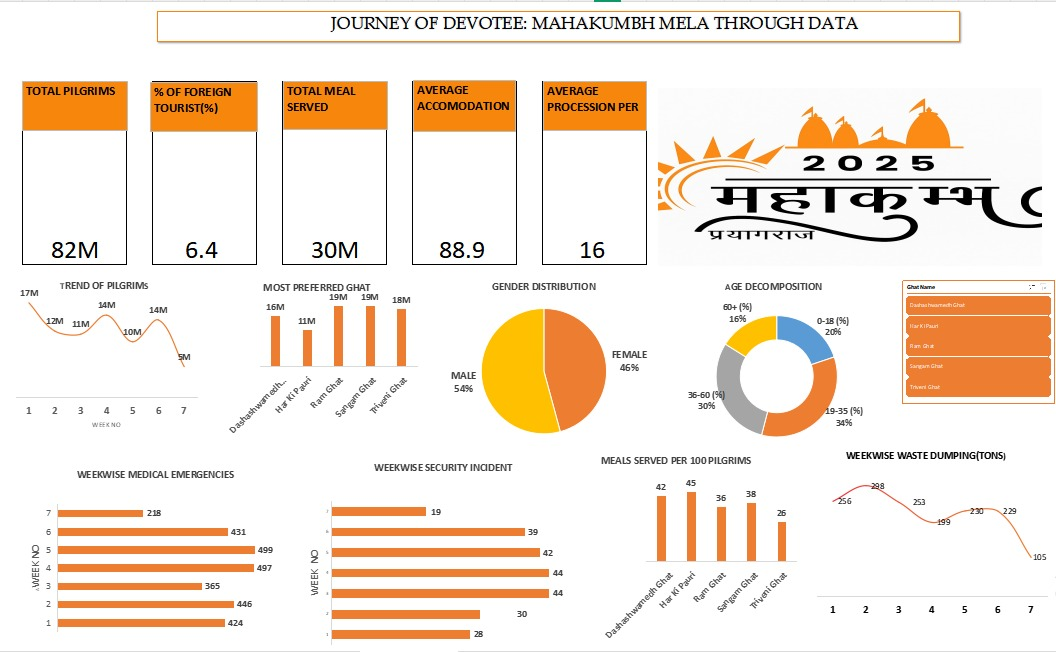 JOURNEY OF DEVOTEE: MAHAKUMBH MELA THROUGH DATA
TOTAL PILGRIMS
82M
% OF FOREIGN
TOURIST(%)
6.4
TOTAL MEAL
SERVED
30M
AVERAGE
ACCOMODATION
88.9
AVERAGE
PROCESSION PER
16
2025
महाकुम्भ
प्रयागराज
TREND OF PILGRIMS
17M
12M
11M
14M
10M
14M
5M
1 2 3 4 5 6 7
WEEK NO
MOST PREFERRED GHAT
16M
11M
19M
19M
18M
Dashashwamedh...
Har Ki Pauri
Ram Ghat
Sangam Ghat
Triveni Ghat
GENDER DISTRIBUTION
FEMALE
46%
MALE
54%
AGE DECOMPOSITION
60+ (%)
16%
0-18 (%)
20%
36-60 (%)
30%
19-35 (%)
34%
Ghat Name
Dashashwamedh Ghat
Har Ki Pauri
Ram Ghat
Sangam Ghat
Triveni Ghat
WEEKWISE MEDICAL EMERGENCIES
WEEK NO
7 218
6 431
5 499
4 497
3 365
2 446
1 424
WEEKWISE SECURITY INCIDENT
WEEK NO
7 19
6 39
5 42
4 44
3 44
2 30
1 28
MEALS SERVED PER 100 PILGRIMS
42
45
36
38
26
Dashashwamedh Ghat
Har Ki Pauri
Ram Ghat
Sangam Ghat
Triveni Ghat
WEEKWISE WASTE DUMPING(TONS)
256
298
253
199
230
229
105
1 2 3 4 5 6 7